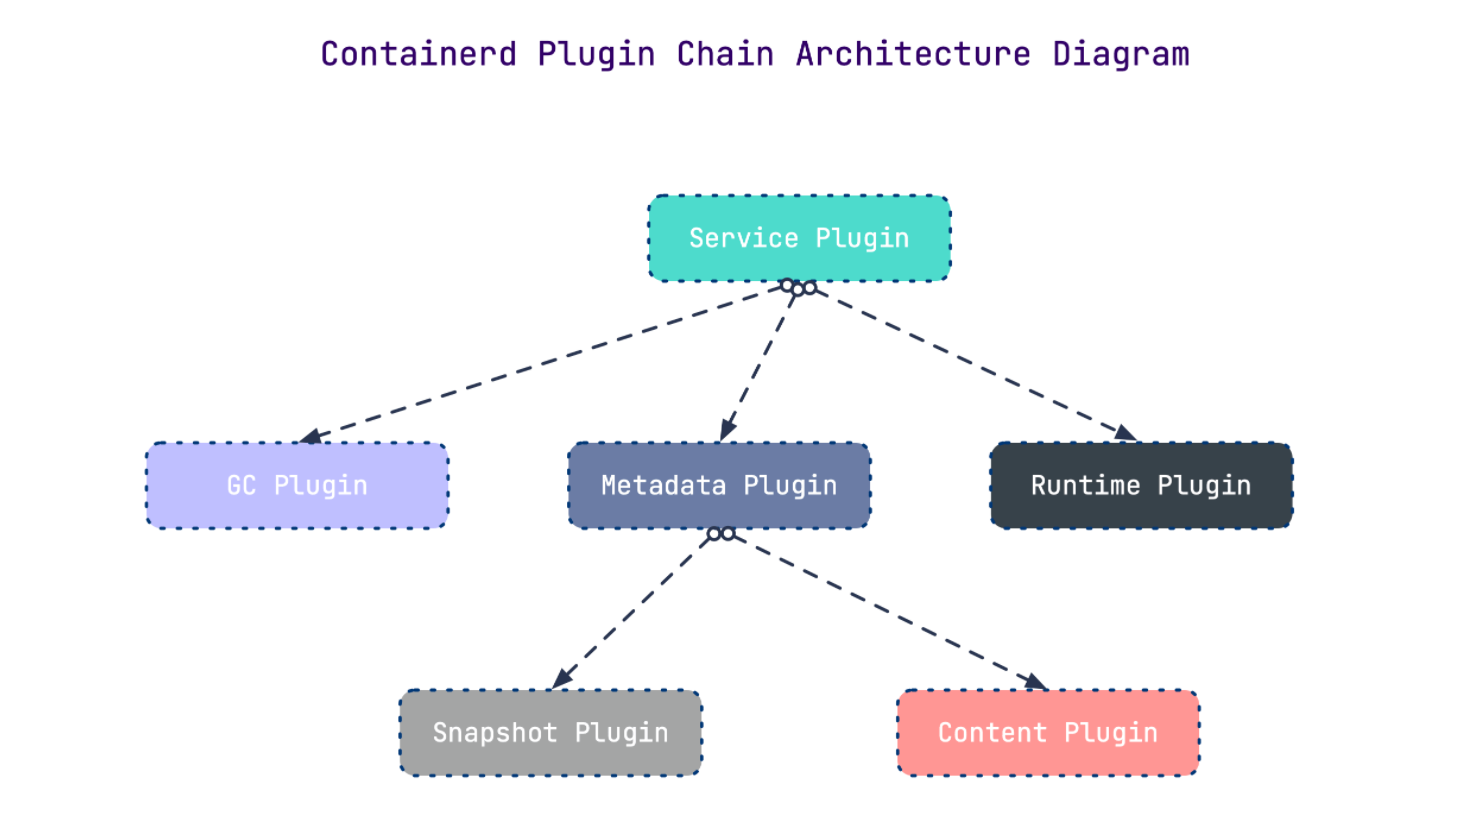 Containerd Plugin Chain Architecture Diagram
Service Plugin
GC Plugin
Metadata Plugin
Runtime Plugin
Snapshot Plugin
Content Plugin